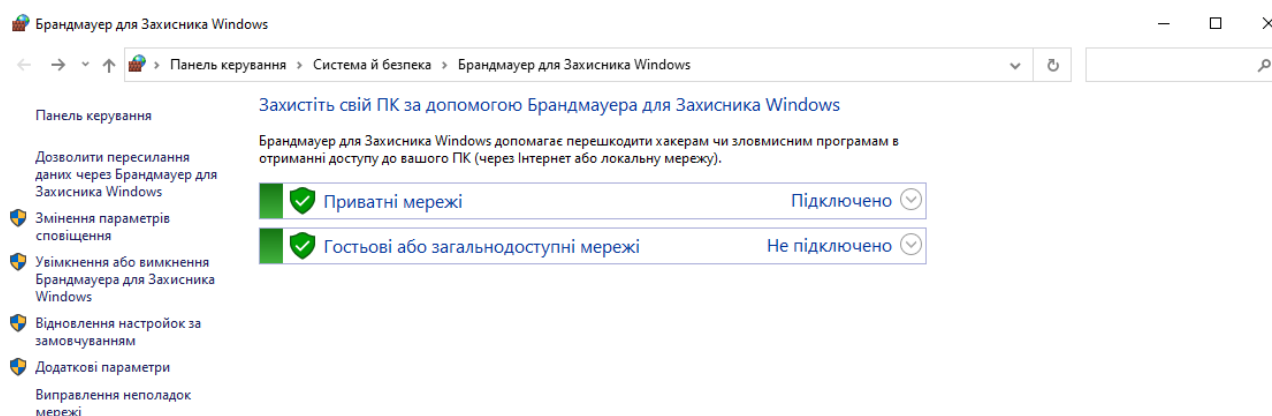 Брандмауер для Захисника Windows
Панель керування > Система й безпека > Брандмауер для Захисника Windows
Панель керування
Дозволити пересилання
даних через Брандмауер для
Захисника Windows
Змінення параметрів
сповіщення
Увімкнення або вимкнення
Брандмауера для Захисника
Windows
Відновлення настройок за
замовчуванням
Додаткові параметри
Виправлення неполадок
мережі
Захистіть свій ПК за допомогою Брандмауера для Захисника Windows
Брандмауер для Захисника Windows допомагає перешкодити хакерам чи зловмисним програмам в
отриманні доступу до вашого ПК (через Інтернет або локальну мережу).
Приватні мережі Підключено
Гостьові або загальнодоступні мережі Не підключено